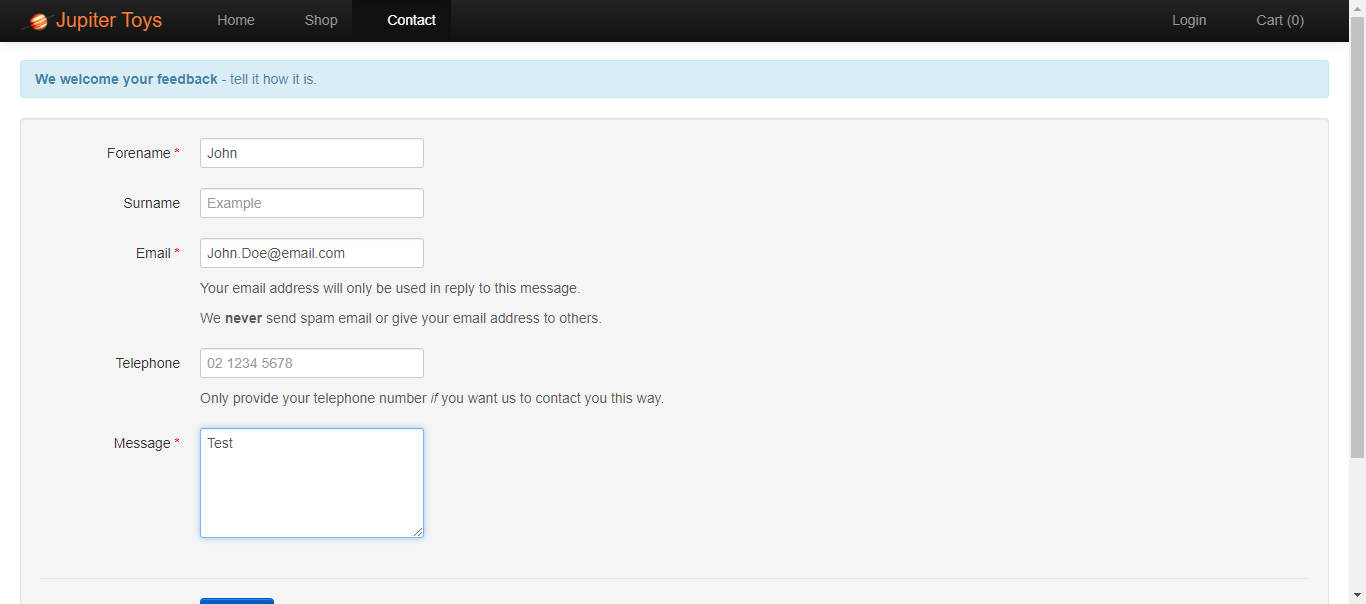 Jupiter Toys Home Shop Contact Login Cart (0)
We welcome your feedback - tell it how it is.
Forename * John
Surname Example
Email * John.Doe@email.com
Your email address will only be used in reply to this message.
We never send spam email or give your email address to others.
Telephone 02 1234 5678
Only provide your telephone number if you want us to contact you this way.
Message * Test